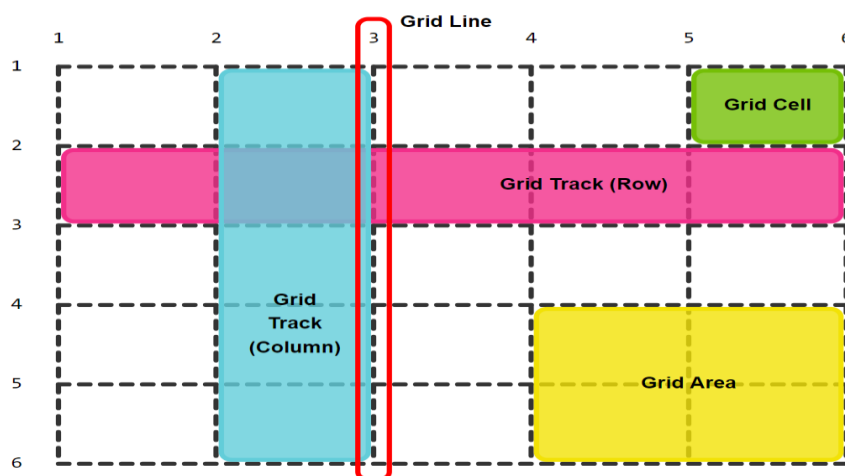 Grid Line
1 2 3 4 5 6
1
Grid Cell
2
Grid Track (Row)
3
4
Grid
Track
(Column)
5
Grid Area
6